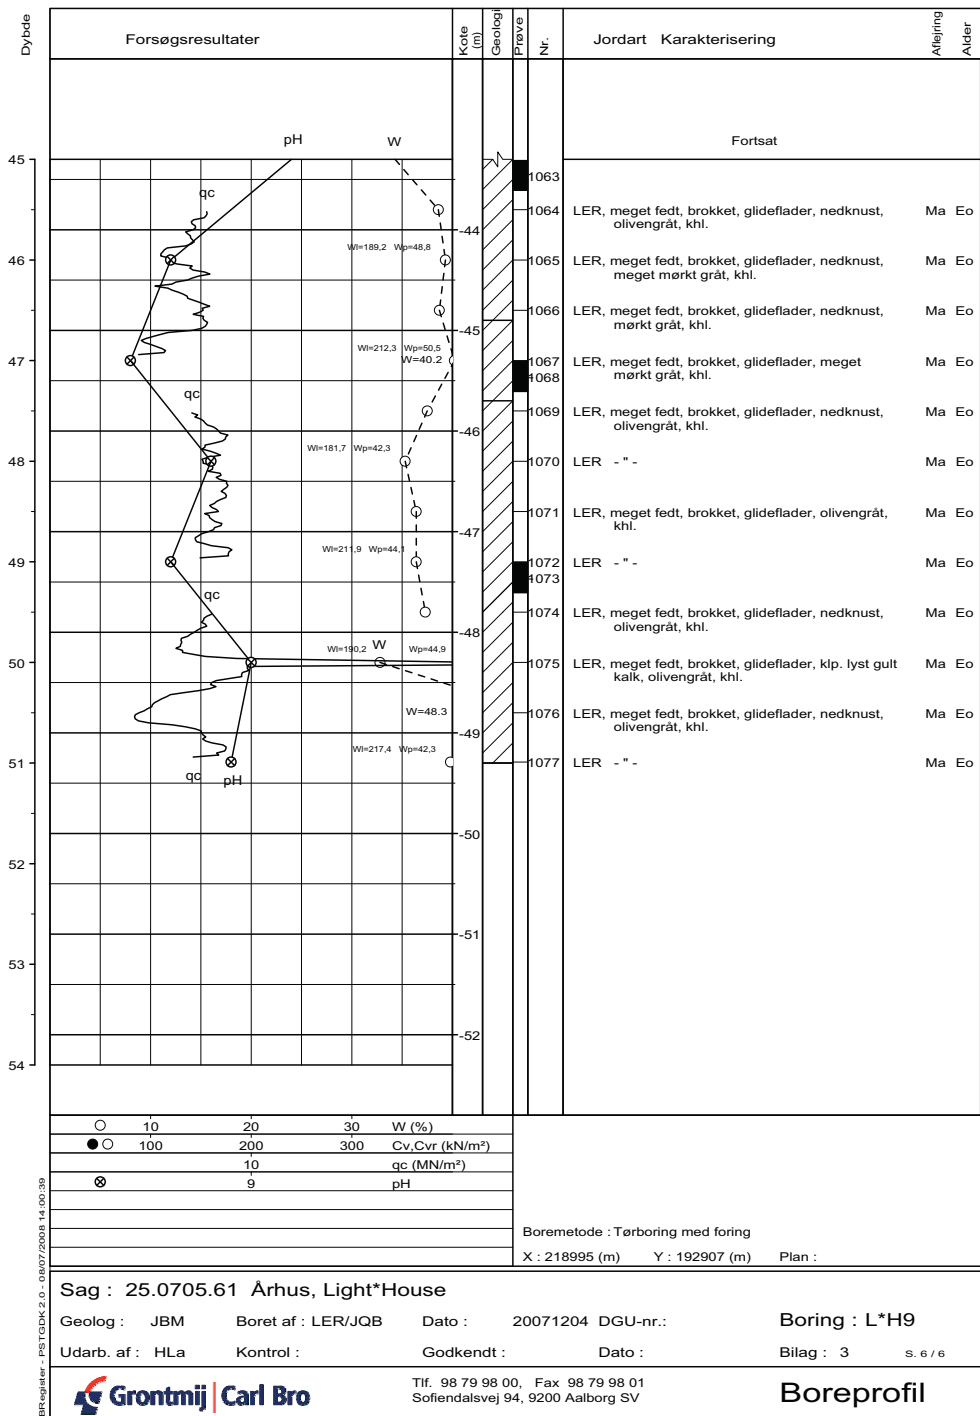 Dybde
Forsøgsresultater
Kote (m)
Geologi
Prøve
Nr.
Jordart Karakterisering
Aflejring
Alder
Fortsat
pH
W
45
1063
qc
1064 LER, meget fedt, brokket, glideflader, nedknust, Ma Eo
olivengråt, khl.
-44
Wl=189,2 Wp=48,8
46
1065 LER, meget fedt, brokket, glideflader, nedknust, Ma Eo
meget mørkt gråt, khl.
1066 LER, meget fedt, brokket, glideflader, nedknust, Ma Eo
mørkt gråt, khl.
-45
Wl=212,3 Wp=50,5
W=40.2
47
1067 LER, meget fedt, brokket, glideflader, meget Ma Eo
1068 mørkt gråt, khl.
qc
1069 LER, meget fedt, brokket, glideflader, nedknust, Ma Eo
olivengråt, khl.
-46
Wl=181,7 Wp=42,3
48
1070 LER - " - Ma Eo
1071 LER, meget fedt, brokket, glideflader, olivengråt, Ma Eo
khl.
-47
Wl=211,9 Wp=44,1
49
1072 LER - " - Ma Eo
1073
qc
1074 LER, meget fedt, brokket, glideflader, nedknust, Ma Eo
olivengråt, khl.
-48
Wl=190,2 W Wp=44,9
50
1075 LER, meget fedt, brokket, glideflader, klp. lyst gult Ma Eo
kalk, olivengråt, khl.
W=48.3
1076 LER, meget fedt, brokket, glideflader, nedknust, Ma Eo
olivengråt, khl.
-49
Wl=217,4 Wp=42,3
51
1077 LER - " - Ma Eo
qc
pH
-50
52
-51
53
-52
54
10 20 30 W (%)
100 200 300 Cv,Cvr (kN/m²)
10 qc (MN/m²)
9 pH
Boremetode : Tørboring med foring
X : 218995 (m) Y : 192907 (m) Plan :
BRegister - PSTGDK 2.0 - 08/07/2008 14:00:39
Sag : 25.0705.61 Århus, Light*House
Geolog : JBM Boret af : LER/JQB Dato : 20071204 DGU-nr.: Boring : L*H9
Udarb. af : HLa Kontrol : Godkendt : Dato : Bilag : 3 S. 6 / 6
Grontmij | Carl Bro
Tlf. 98 79 98 00, Fax 98 79 98 01
Sofiendalsvej 94, 9200 Aalborg SV
Boreprofil